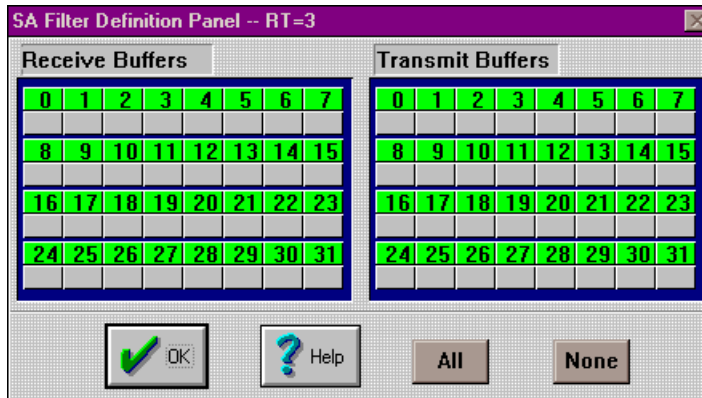 SA Filter Definition Panel -- RT=3
Receive Buffers
0 1 2 3 4 5 6 7
8 9 10 11 12 13 14 15
16 17 18 19 20 21 22 23
24 25 26 27 28 29 30 31
Transmit Buffers
0 1 2 3 4 5 6 7
8 9 10 11 12 13 14 15
16 17 18 19 20 21 22 23
24 25 26 27 28 29 30 31
OK
Help
All
None